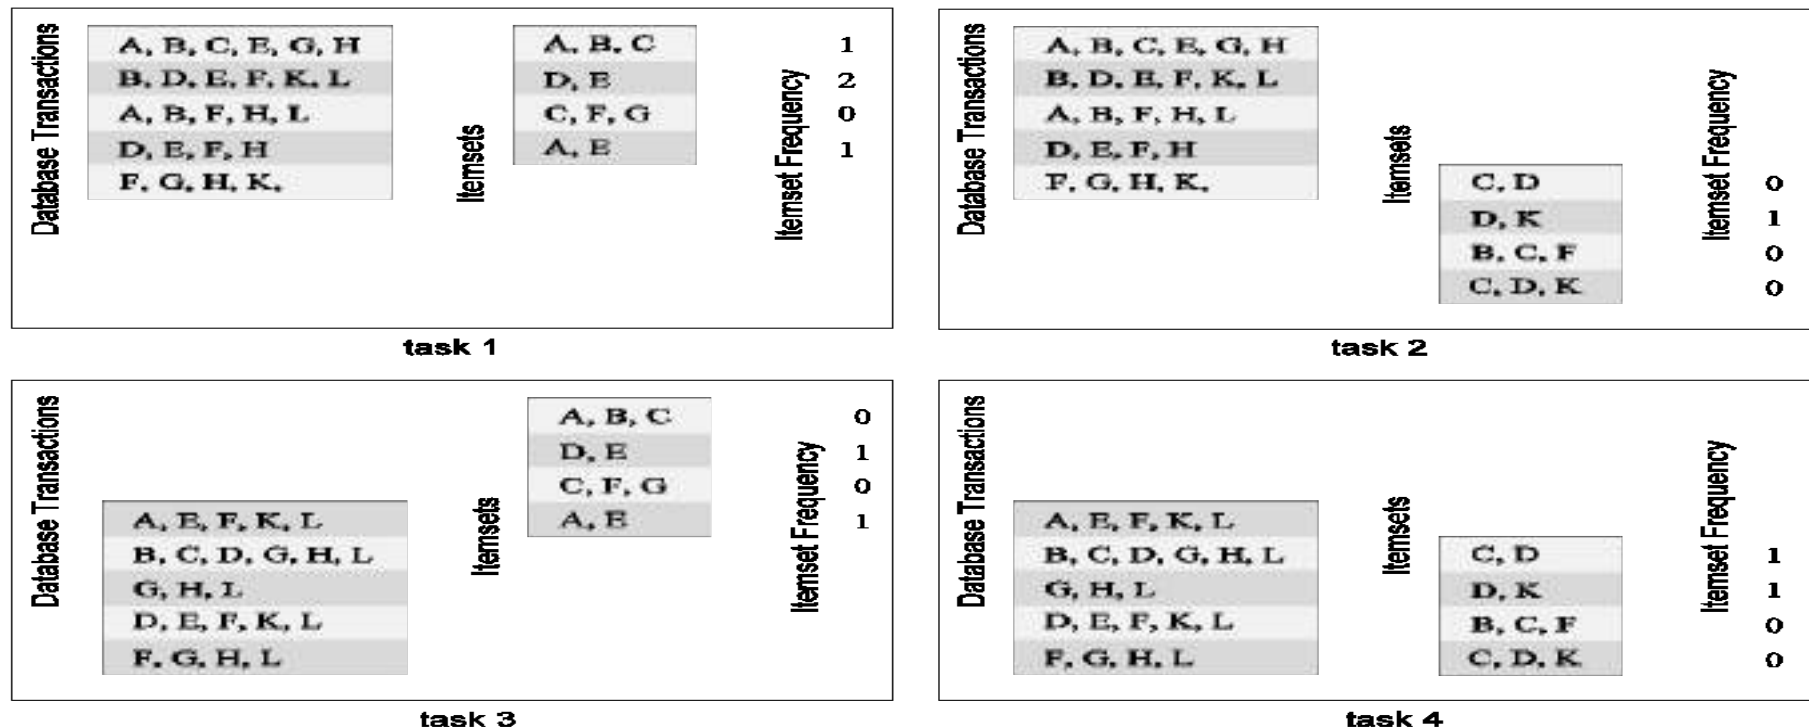 Database Transactions
A, B, C, E, G, H
B, D, E, F, K, L
A, B, F, H, L
D, E, F, H
F, G, H, K,
Itemsets
A, B, C
D, E
C, F, G
A, E
Itemset Frequency
1
2
0
1
task 1
Database Transactions
A, B, C, E, G, H
B, D, E, F, K, L
A, B, F, H, L
D, E, F, H
F, G, H, K,
Itemsets
C, D
D, K
B, C, F
C, D, K
Itemset Frequency
0
1
0
0
task 2
Database Transactions
A, E, F, K, L
B, C, D, G, H, L
G, H, L
D, E, F, K, L
F, G, H, L
Itemsets
A, B, C
D, E
C, F, G
A, E
Itemset Frequency
0
1
0
1
task 3
Database Transactions
A, E, F, K, L
B, C, D, G, H, L
G, H, L
D, E, F, K, L
F, G, H, L
Itemsets
C, D
D, K
B, C, F
C, D, K
Itemset Frequency
1
1
0
0
task 4